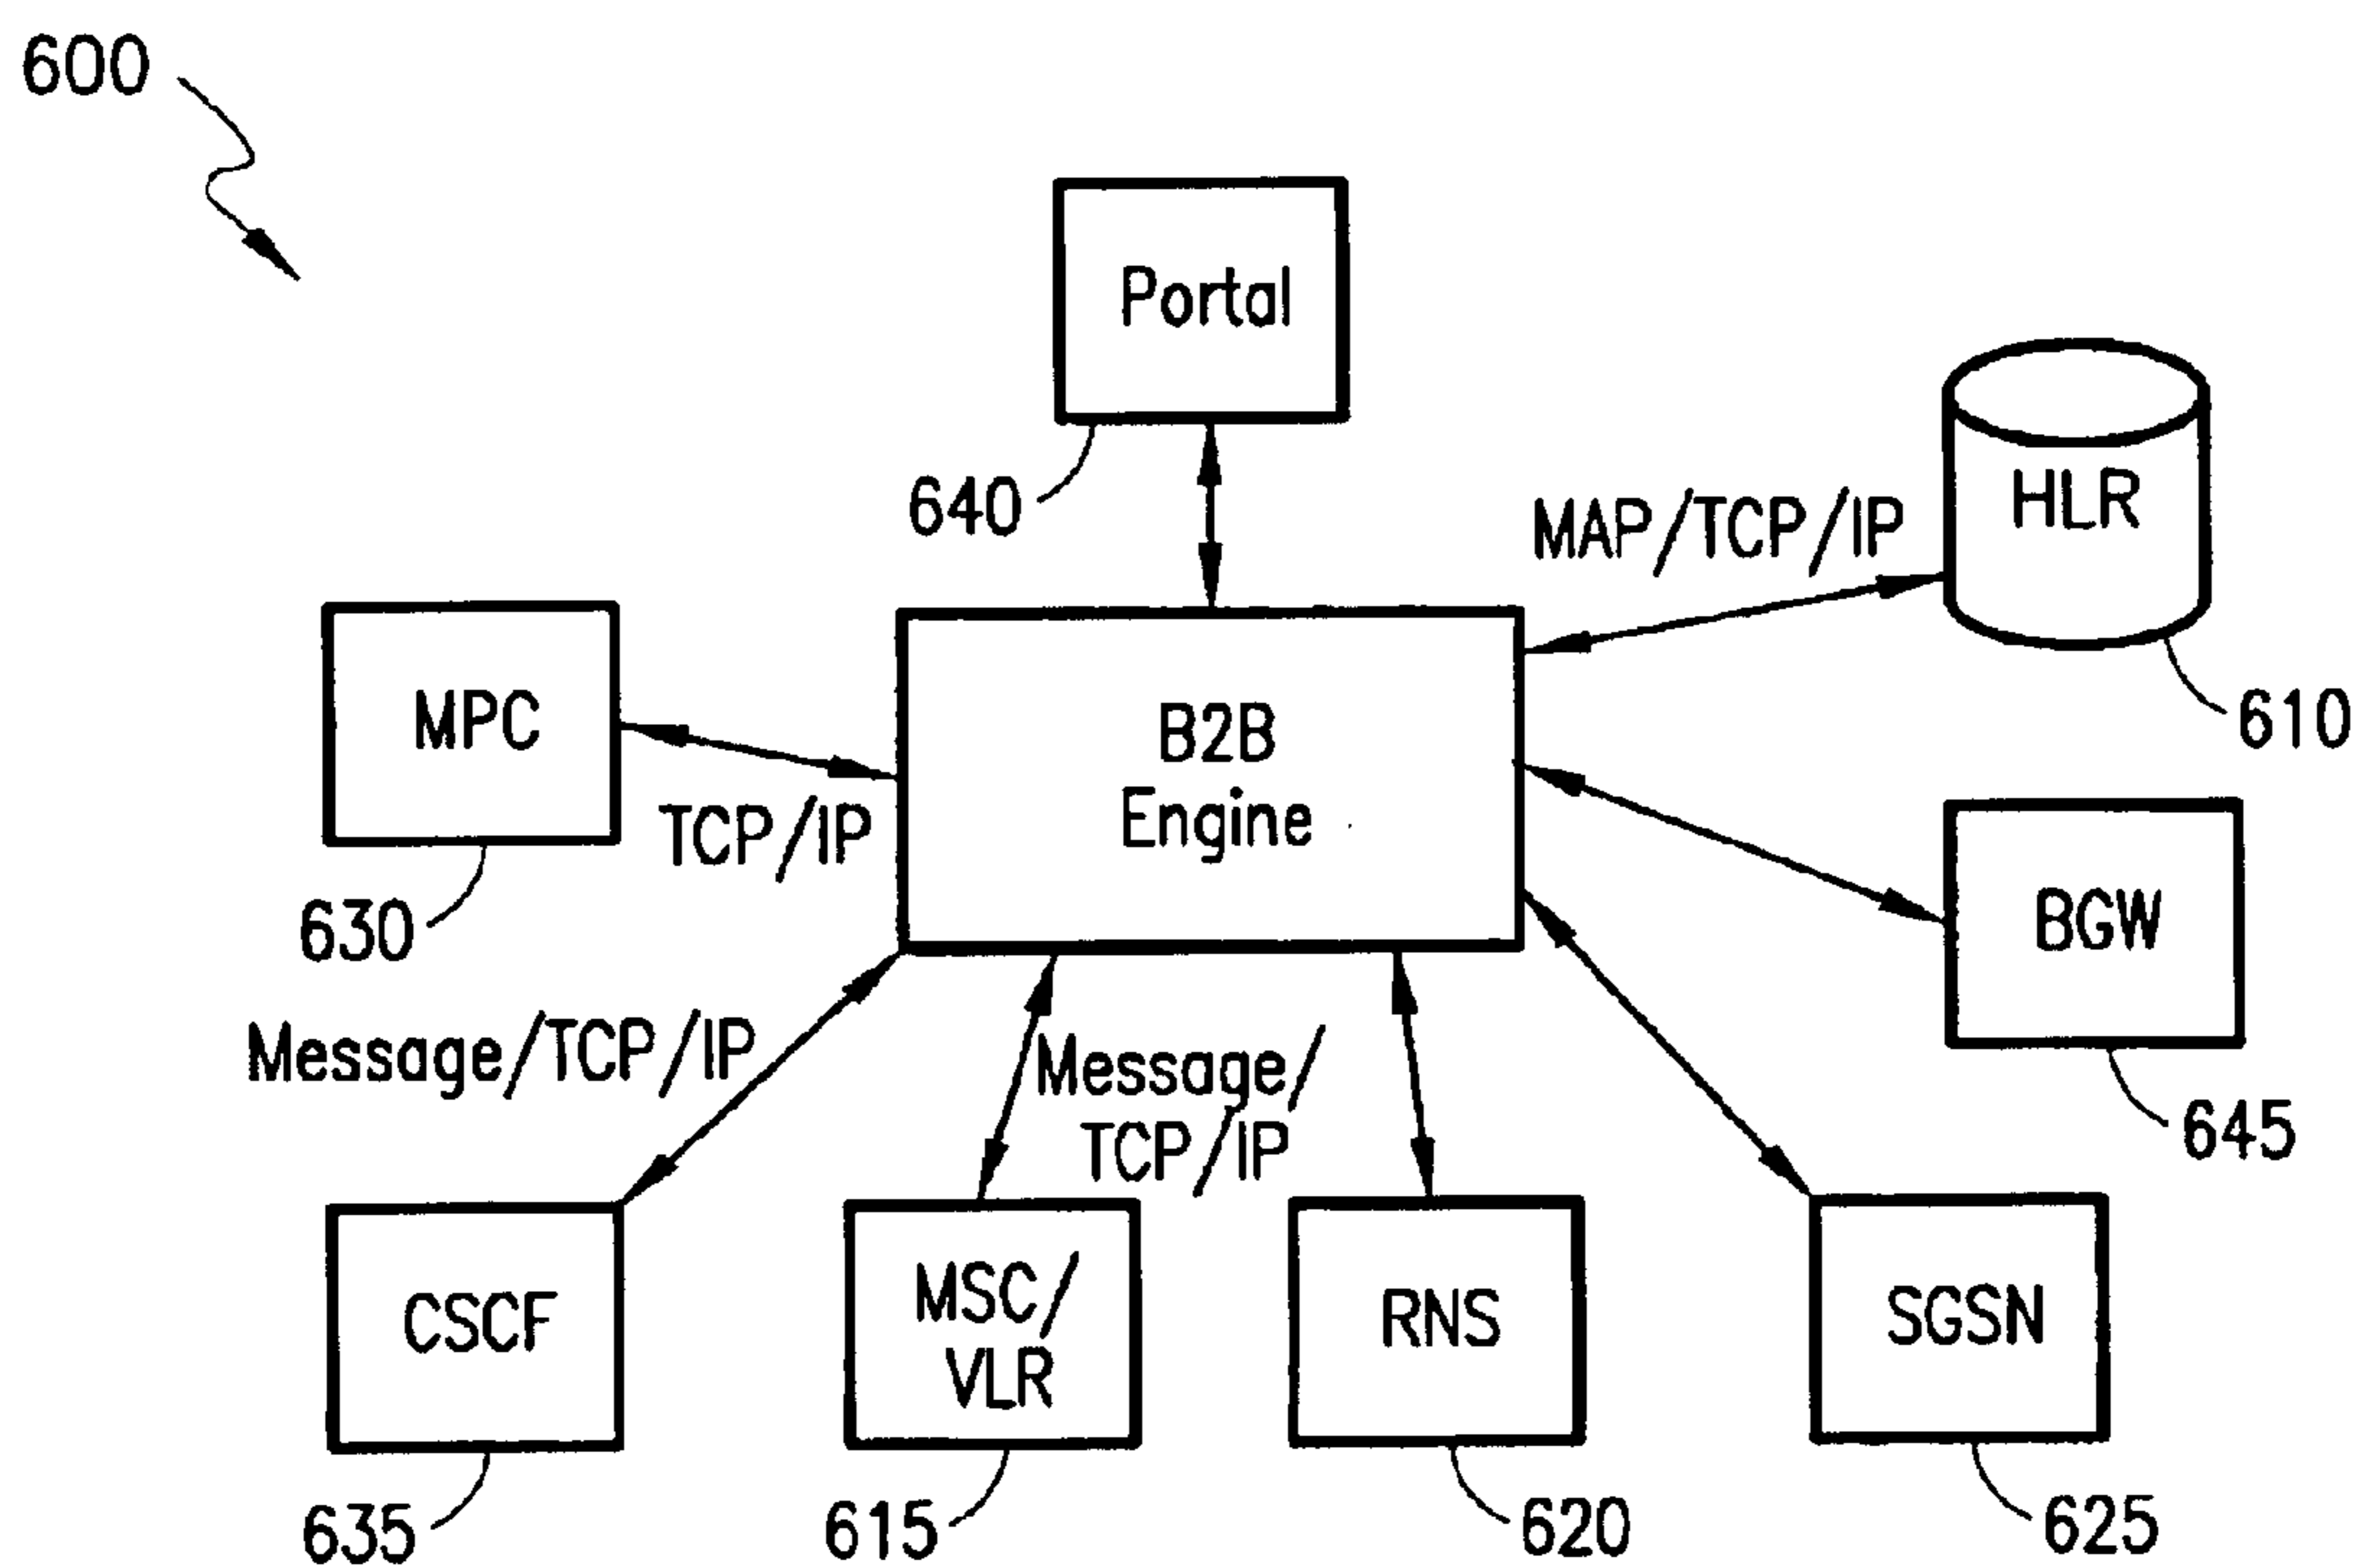 600
Portal
640
MAP/TCP/IP
HLR
610
MPC
630
TCP/IP
B2B
Engine
BGW
645
Message/TCP/IP
Message/
TCP/IP
CSCF
635
MSC/
VLR
615
RNS
620
SGSN
625